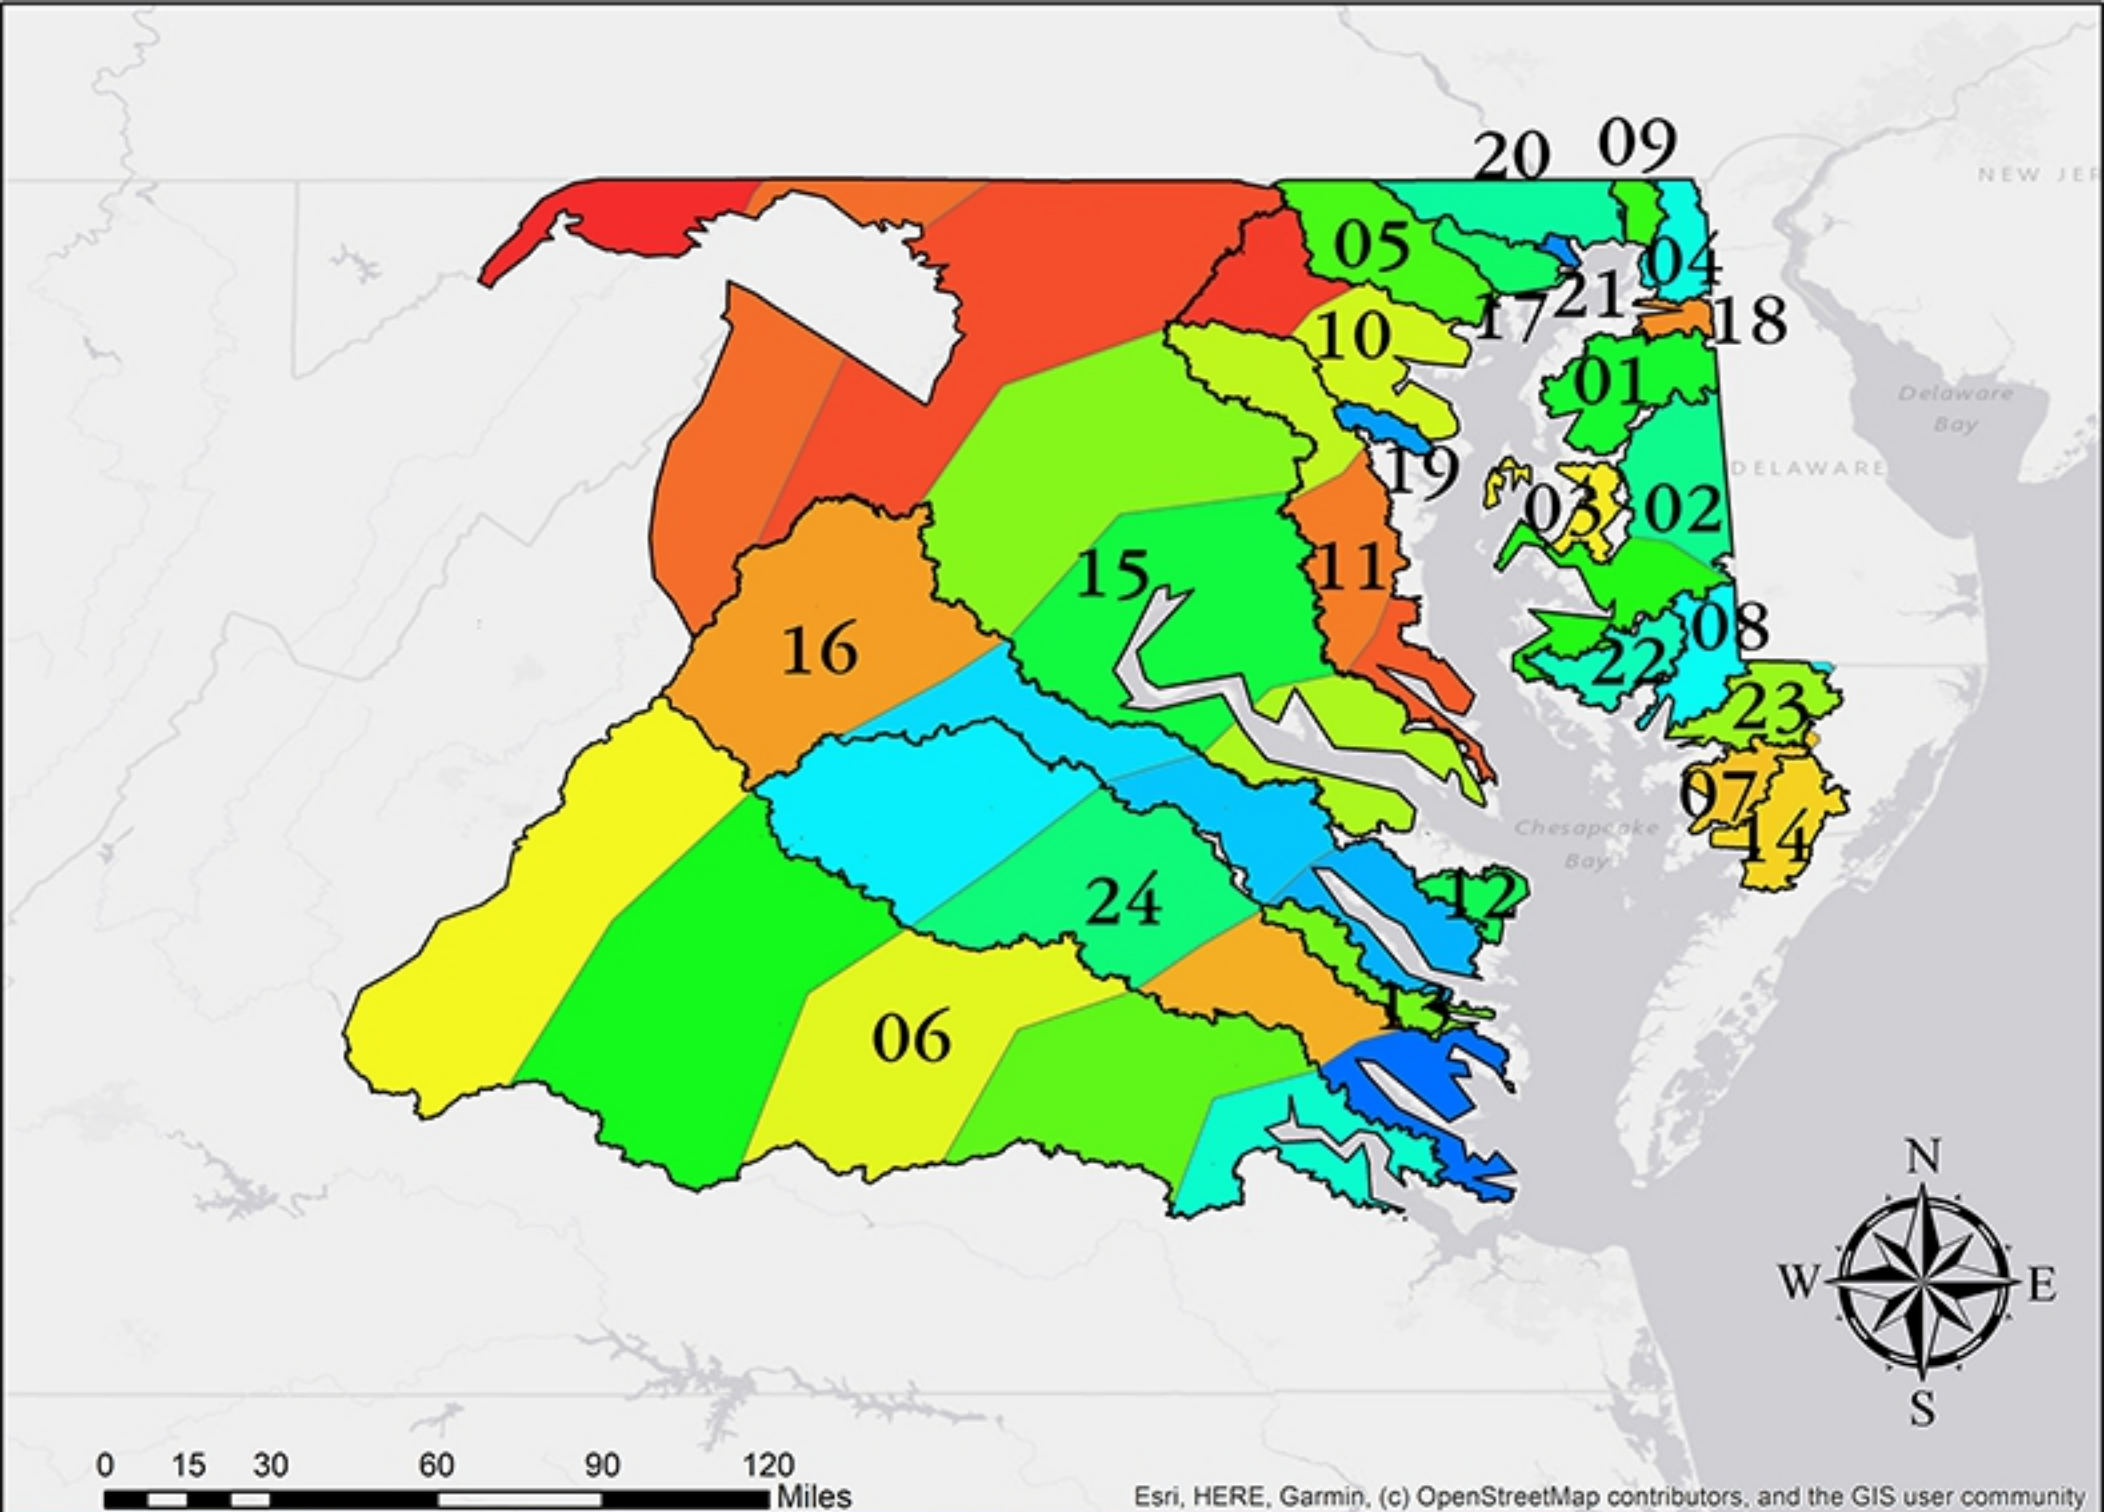 20 09
NEW JER
05
04
21
17
18
10
01
Delaware
Bay
19
DELAWARE
03
02
15
11
16
08
22
23
07
Chesapeake
Bay
14
12
24
13
06
N
W E
S
0 15 30 60 90 120
Miles
Esri, HERE, Garmin, (c) OpenStreetMap contributors, and the GIS user community